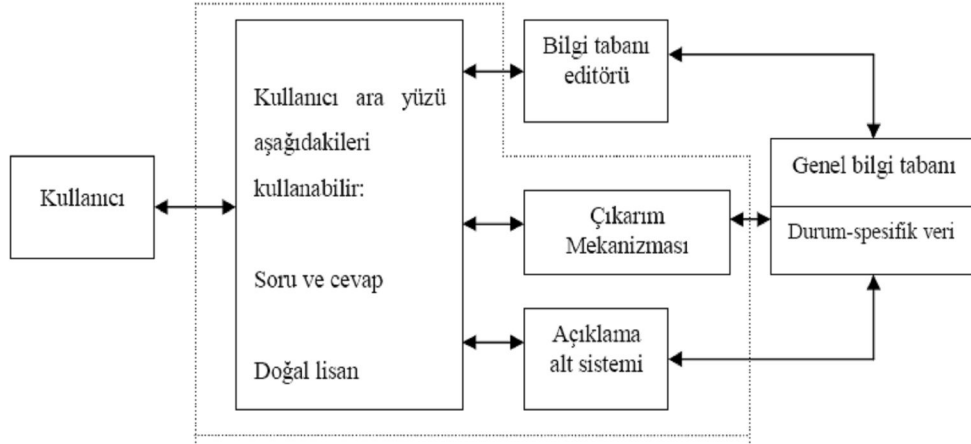 Kullanıcı
Kullanıcı ara yüzü
aşağıdakileri
kullanabilir:
Soru ve cevap
Doğal lisan
Bilgi tabanı
editörü
Çıkarım
Mekanizması
Açıklama
alt sistemi
Genel bilgi tabanı
Durum-spesifik veri